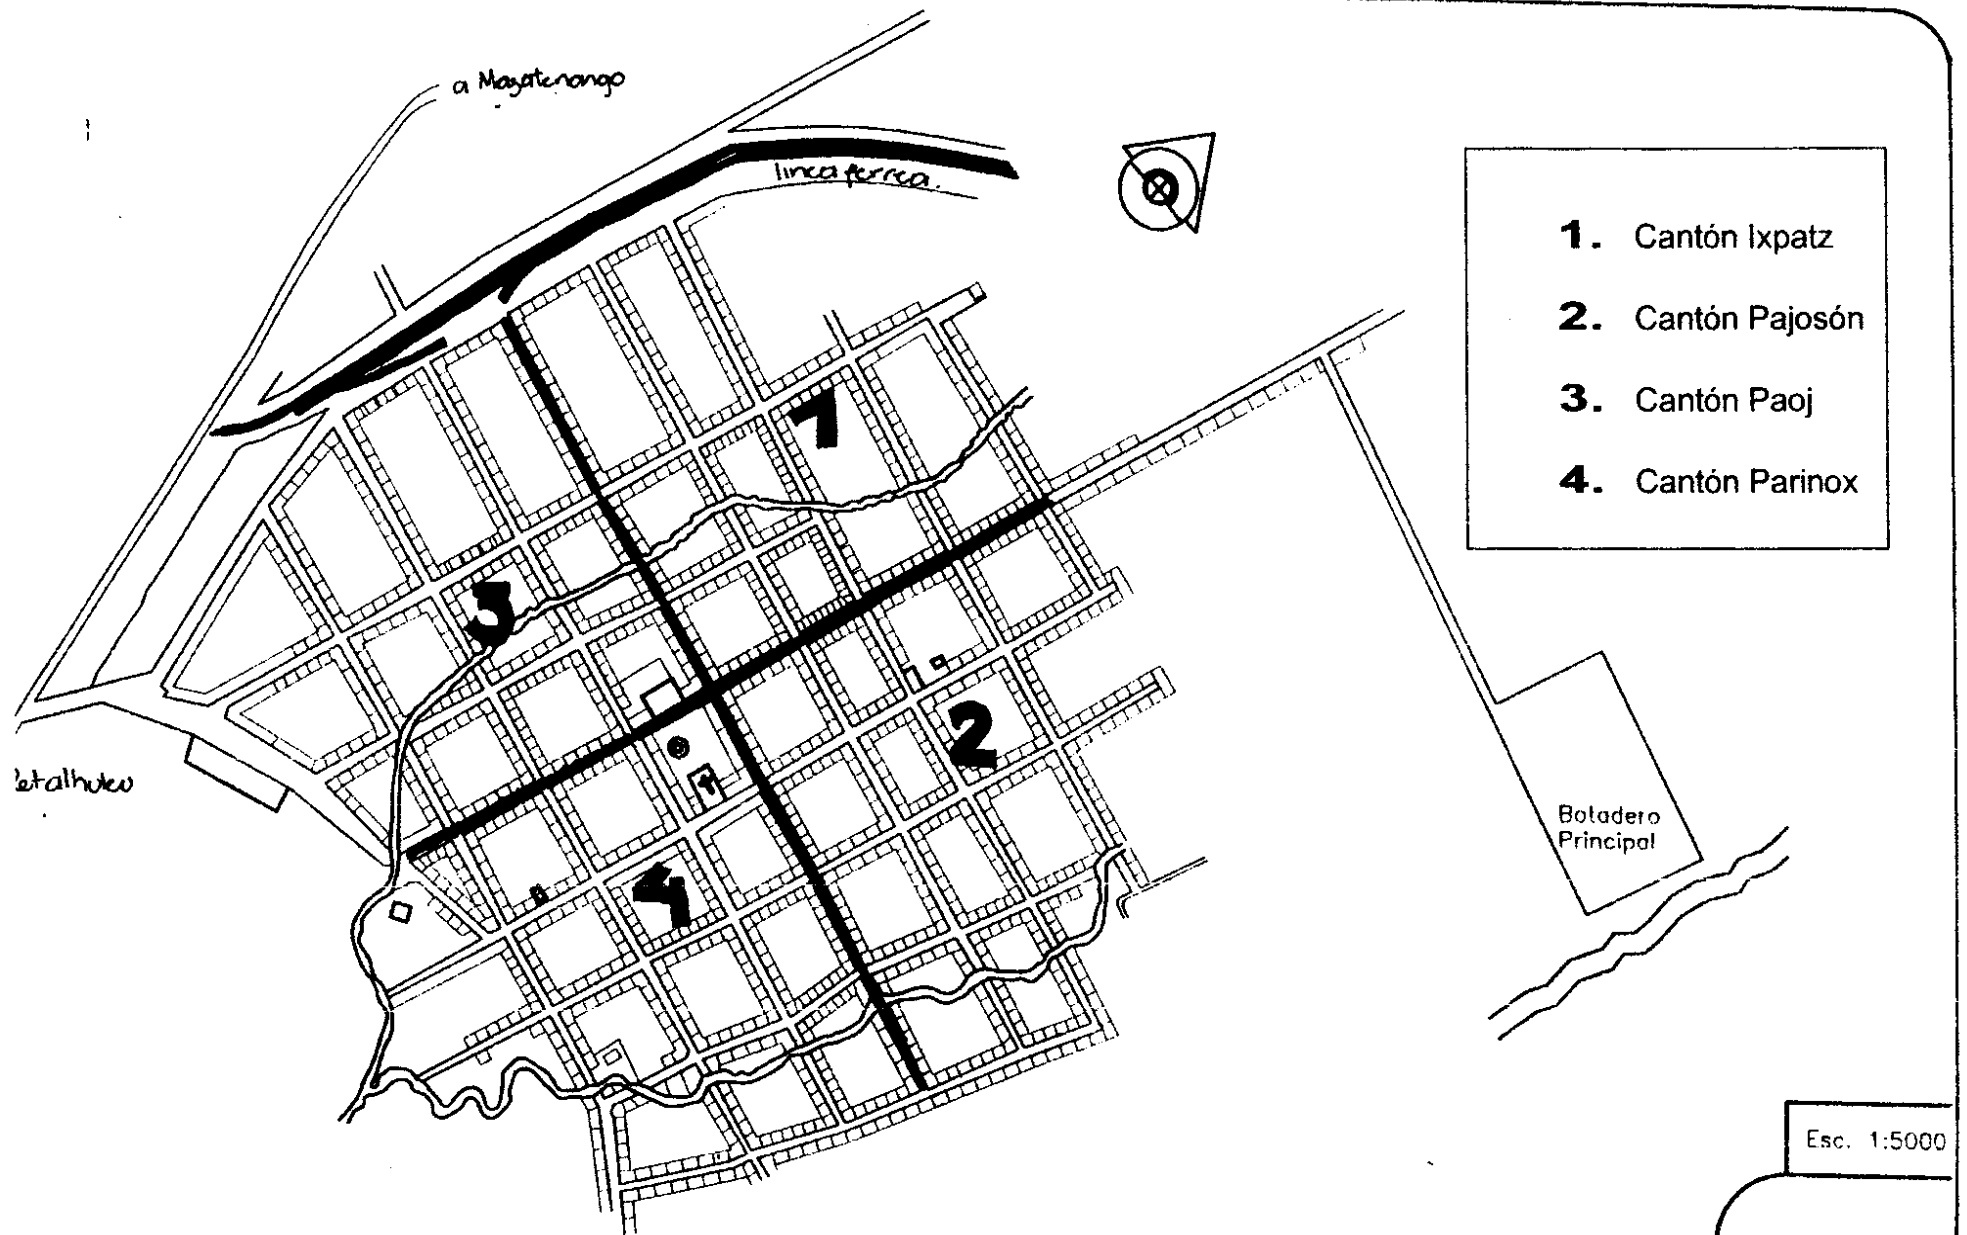 a Mazatenango
linea ferrea.
1. Cantón Ixpatz
2. Cantón Pajosón
3. Cantón Paoj
4. Cantón Parinox
1
3
2
etalhuleu
4
Botadero
Principal
Esc. 1:5000